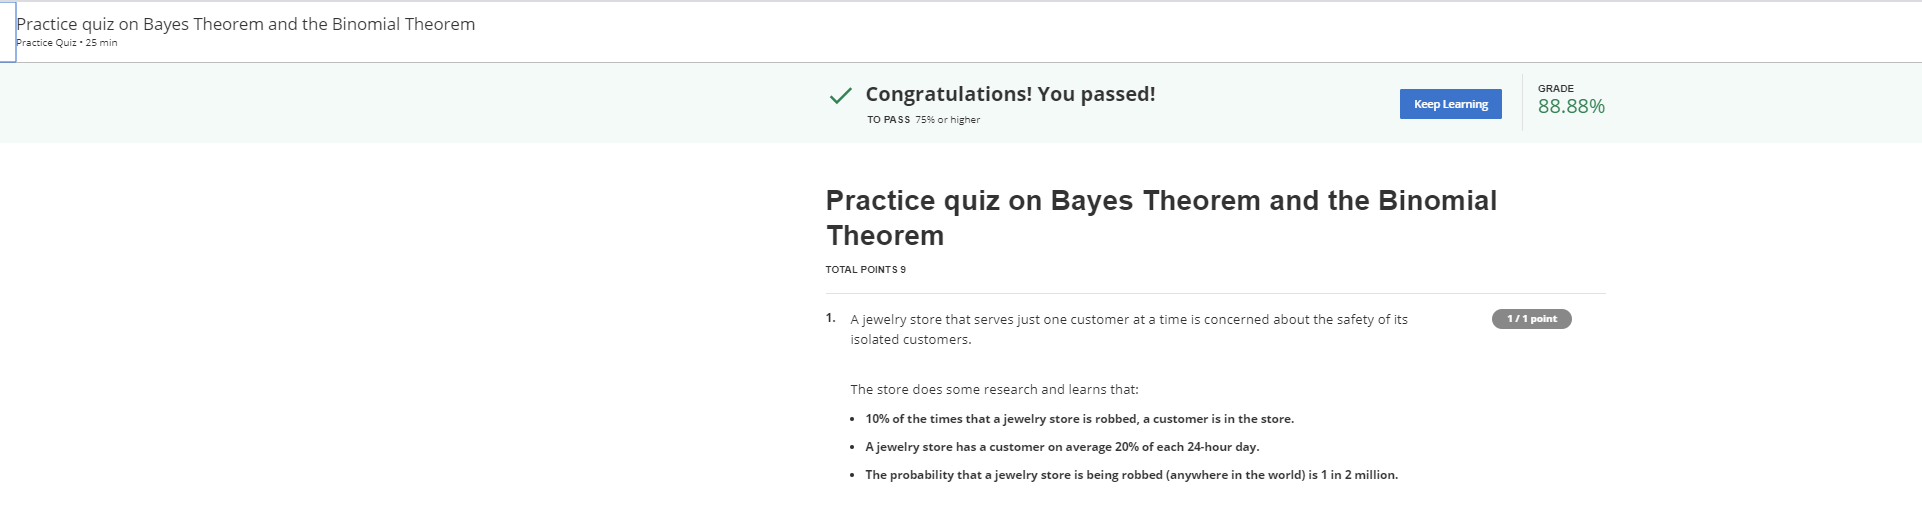 Practice quiz on Bayes Theorem and the Binomial Theorem
Practice Quiz • 25 min
Congratulations! You passed!
TO PASS 75% or higher
Keep Learning
GRADE
88.88%
Practice quiz on Bayes Theorem and the Binomial
Theorem
TOTAL POINTS 9
1. A jewelry store that serves just one customer at a time is concerned about the safety of its
isolated customers.
1 / 1 point
The store does some research and learns that:
• 10% of the times that a jewelry store is robbed, a customer is in the store.
• A jewelry store has a customer on average 20% of each 24-hour day.
• The probability that a jewelry store is being robbed (anywhere in the world) is 1 in 2 million.